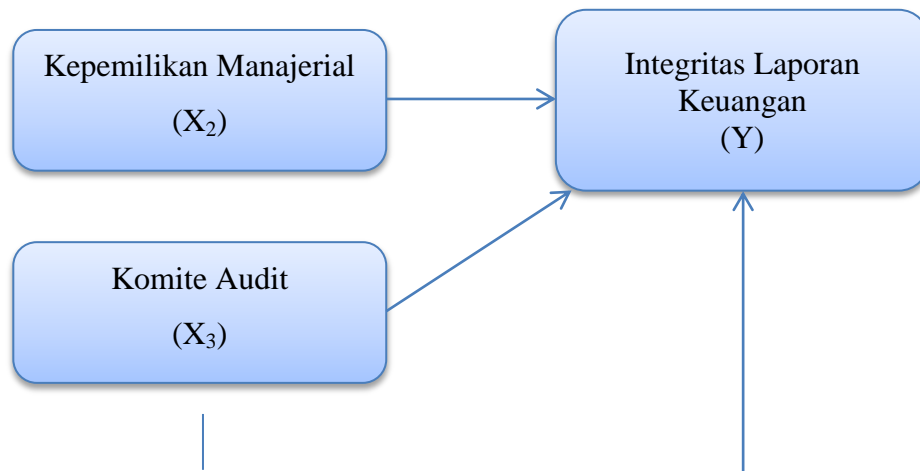 Kepemilikan Manajerial
(X₂)
Integritas Laporan
Keuangan
(Y)
Komite Audit
(X₃)